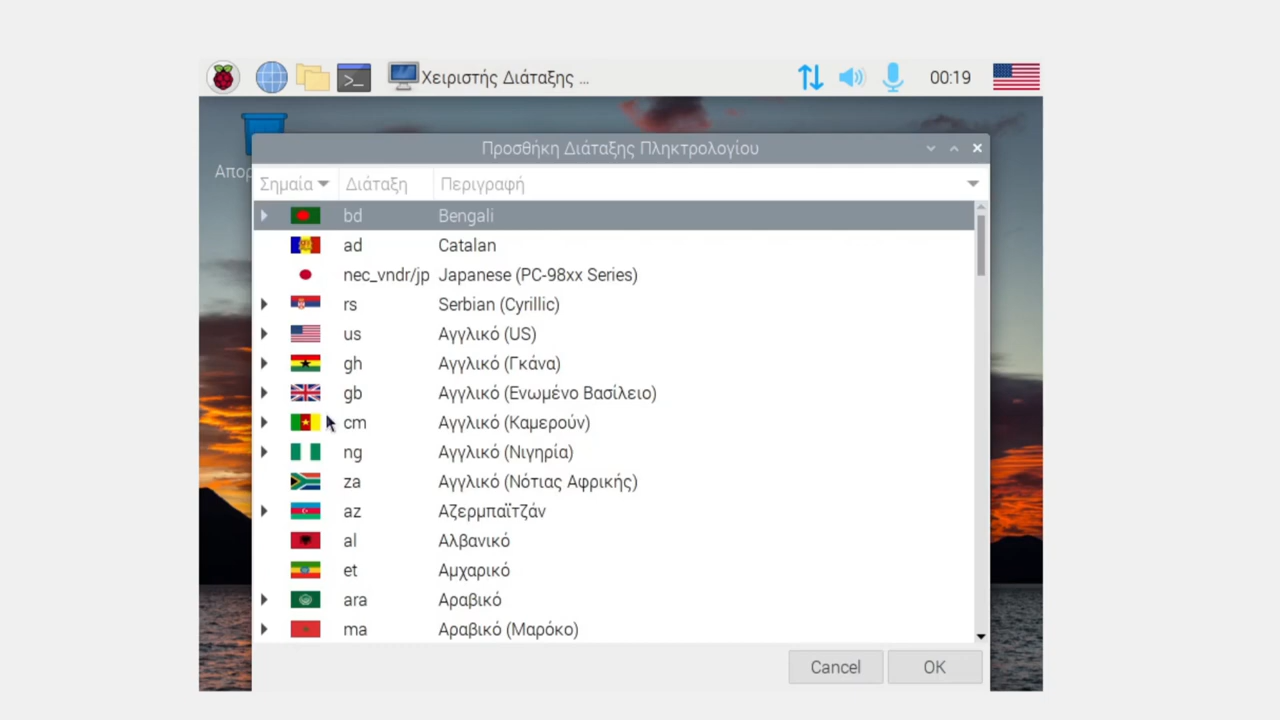 Χειριστής Διάταξης ... 00:19
Απορ
Προσθήκη Διάταξης Πληκτρολογίου
Σημαία Διάταξη Περιγραφή
bd Bengali
ad Catalan
nec_vndr/jp Japanese (PC-98xx Series)
rs Serbian (Cyrillic)
us Αγγλικό (US)
gh Αγγλικό (Γκάνα)
gb Αγγλικό (Ενωμένο Βασίλειο)
cm Αγγλικό (Καμερούν)
ng Αγγλικό (Νιγηρία)
za Αγγλικό (Νότιας Αφρικής)
az Αζερμπαϊτζάν
al Αλβανικό
et Αμχαρικό
ara Αραβικό
ma Αραβικό (Μαρόκο)
Cancel OK